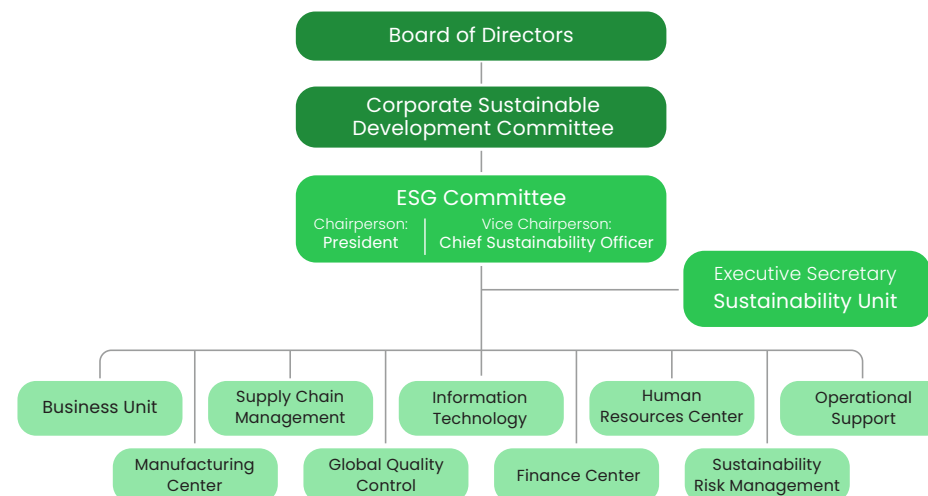 Board of Directors
Corporate Sustainable
Development Committee
ESG Committee
Chairperson:
President
Vice Chairperson:
Chief Sustainability Officer
Executive Secretary
Sustainability Unit
Business Unit
Supply Chain
Management
Information
Technology
Human
Resources Center
Operational
Support
Manufacturing
Center
Global Quality
Control
Finance Center
Sustainability
Risk Management